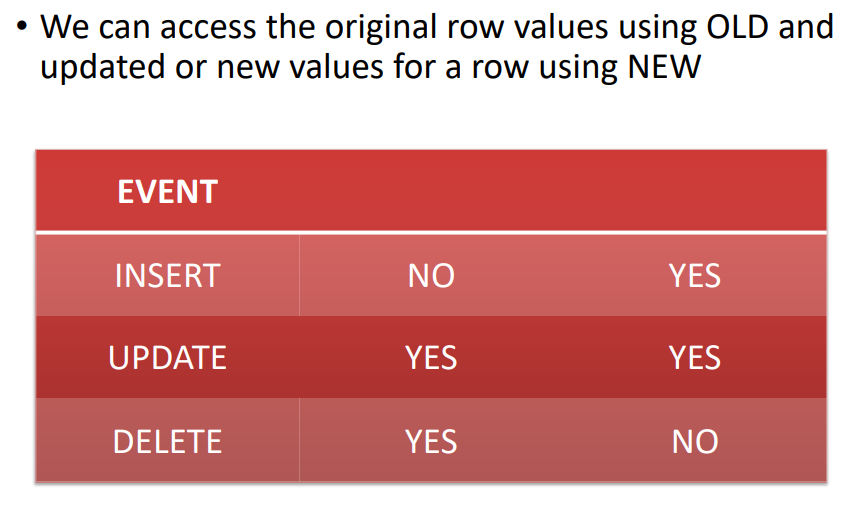 • We can access the original row values using OLD and
updated or new values for a row using NEW
EVENT
INSERT NO YES
UPDATE YES YES
DELETE YES NO